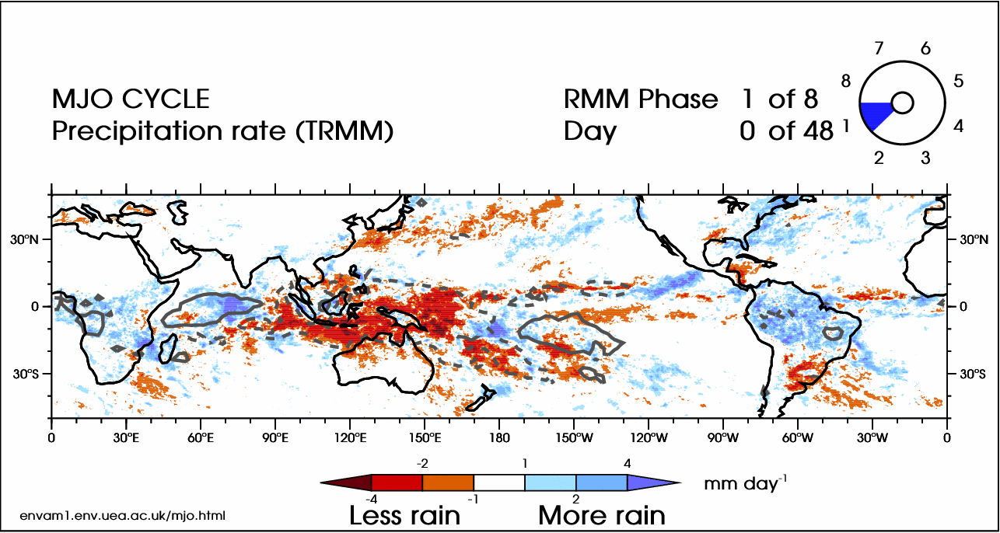 7 6
8 5
MJO CYCLE RMM Phase 1 of 8
Precipitation rate (TRMM) Day 0 of 48 1 4
2 3
30°N 30°N
0 0
30°S 30°S
0 30°E 60°E 90°E 120°E 150°E 180 150°W 120°W 90°W 60°W 30°W 0
-2 1 4
mm day-1
-4 -1 2
Less rain More rain
envam1.env.uea.ac.uk/mjo.html